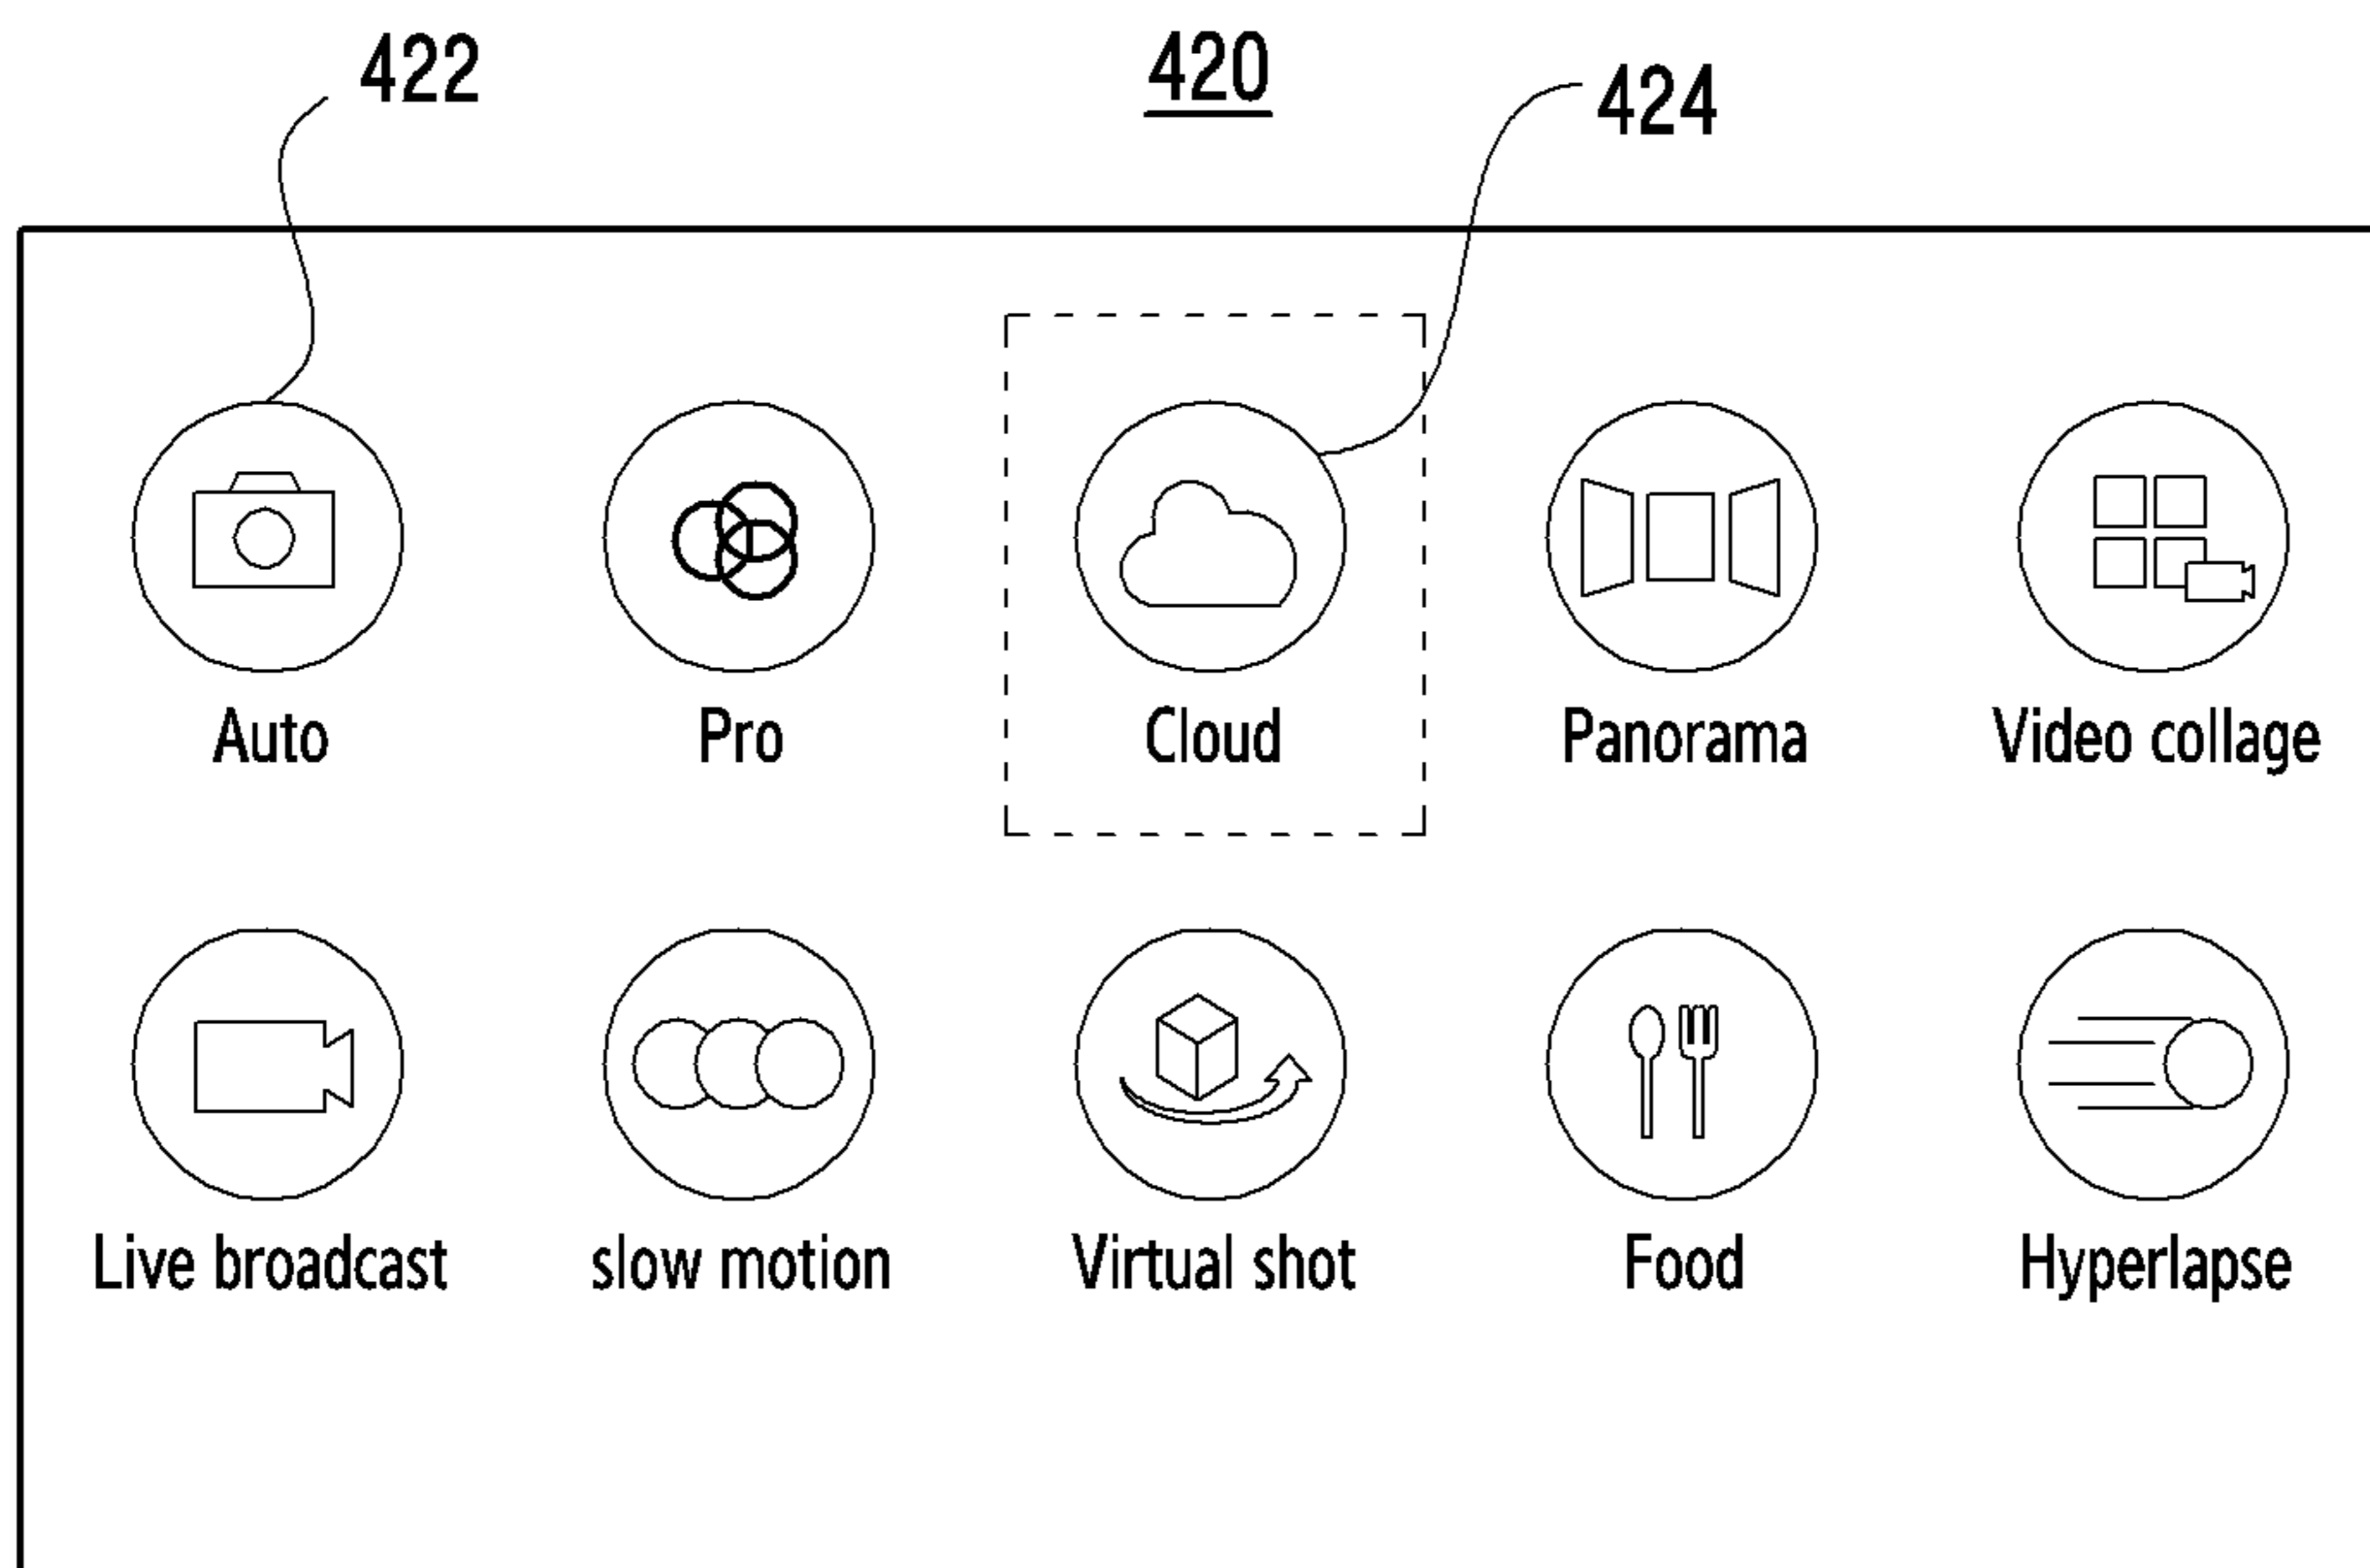 422
420
424
Auto
Pro
Cloud
Panorama
Video collage
Live broadcast
slow motion
Virtual shot
Food
Hyperlapse